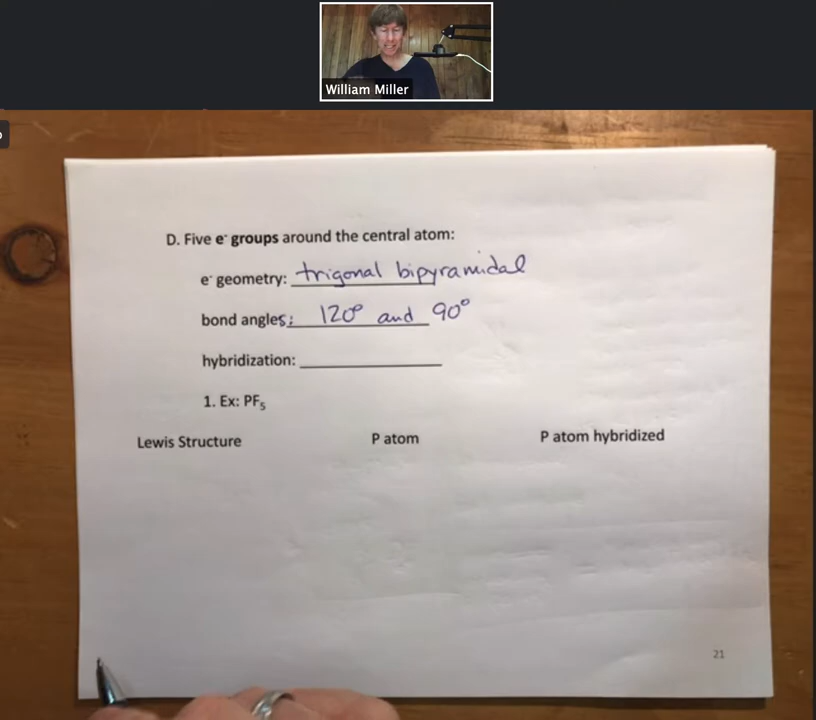 William Miller
D. Five e⁻ groups around the central atom:
e⁻ geometry: trigonal bipyramidal
bond angles: 120° and 90°
hybridization:
1. Ex: PF₅
Lewis Structure P atom P atom hybridized
21